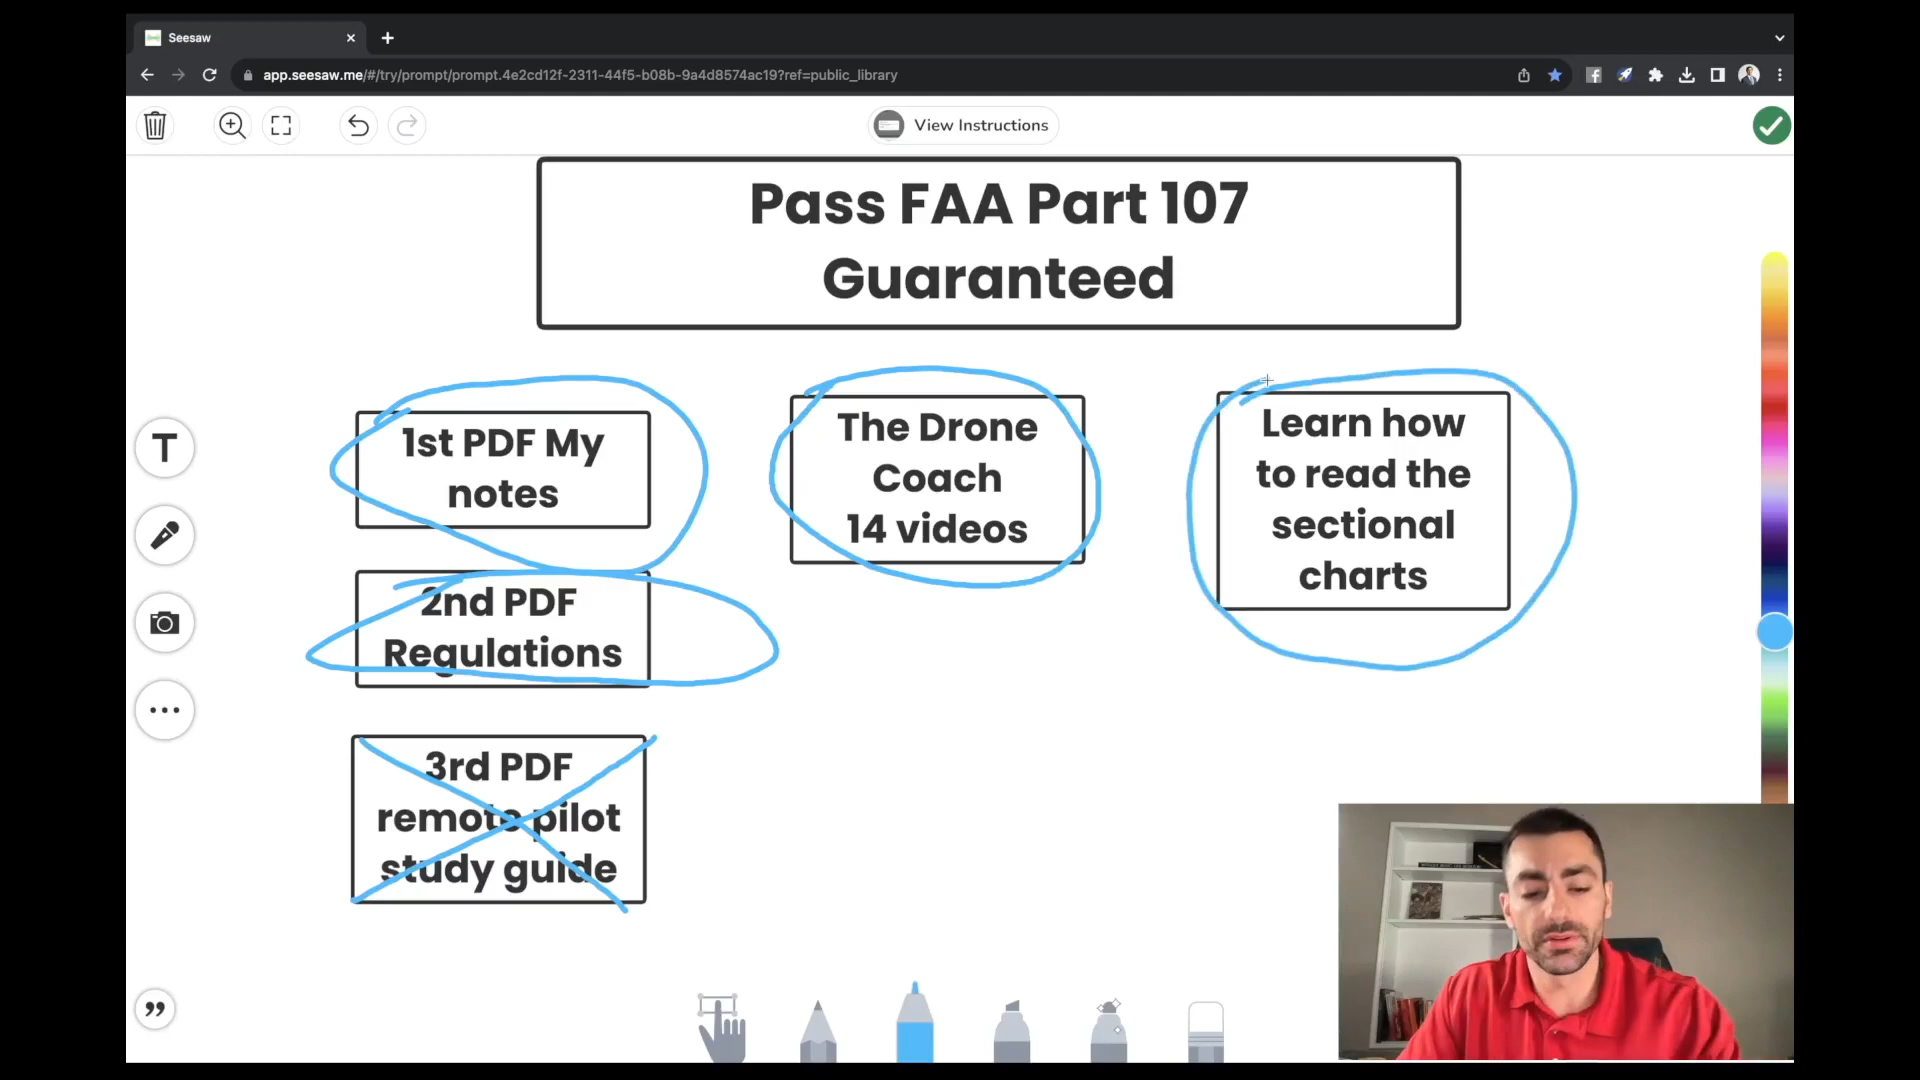 Seesaw
app.seesaw.me/#/try/prompt/prompt.4e2cd12f-2311-44f5-b08b-9a4d8574ac19?ref=public_library
View Instructions
Pass FAA Part 107
Guaranteed
1st PDF My
notes
2nd PDF
Regulations
3rd PDF
remote pilot
study guide
The Drone
Coach
14 videos
Learn how
to read the
sectional
charts
T